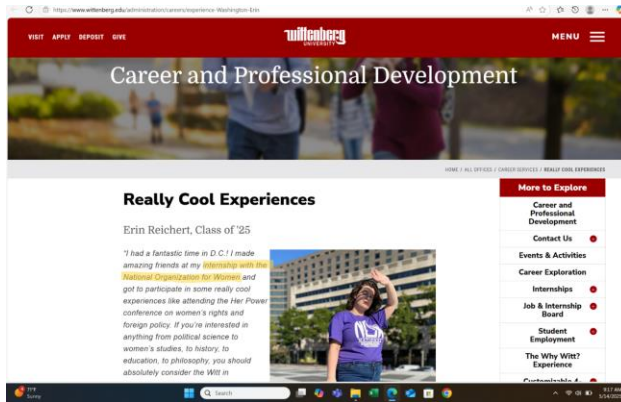 https://www.wittenberg.edu/administration/careers/experience-Washington-Erin
VISIT APPLY DEPOSIT GIVE
Wittenberg
UNIVERSITY
MENU
Career and Professional Development
HOME / ALL OFFICES / CAREER SERVICES / REALLY COOL EXPERIENCES
Really Cool Experiences
Erin Reichert, Class of '25
"I had a fantastic time in D.C.! I made
amazing friends at my internship with the
National Organization for Women and
got to participate in some really cool
experiences like attending the Her Power
conference on women's rights and
foreign policy. If you're interested in
anything from political science to
women's studies, to history, to
education, to philosophy, you should
absolutely consider the Witt in
More to Explore
Career and
Professional
Development
Contact Us
Events & Activities
Career Exploration
Internships
Job & Internship
Board
Student
Employment
The Why Witt?
Experience
Customizable 4-
Sunny
Search
9:17 AM